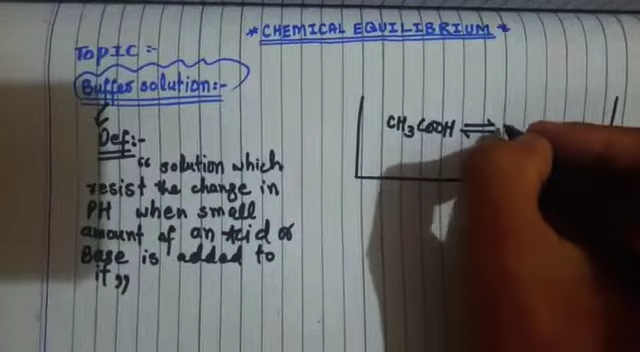 *CHEMICAL EQUILIBRIUM*
Topic:-
Buffer solution:-
Def:-
"solution which
resist the change in
PH when small
amount of an Acid or
Base is added to
it"
CH₃COOH ⇌